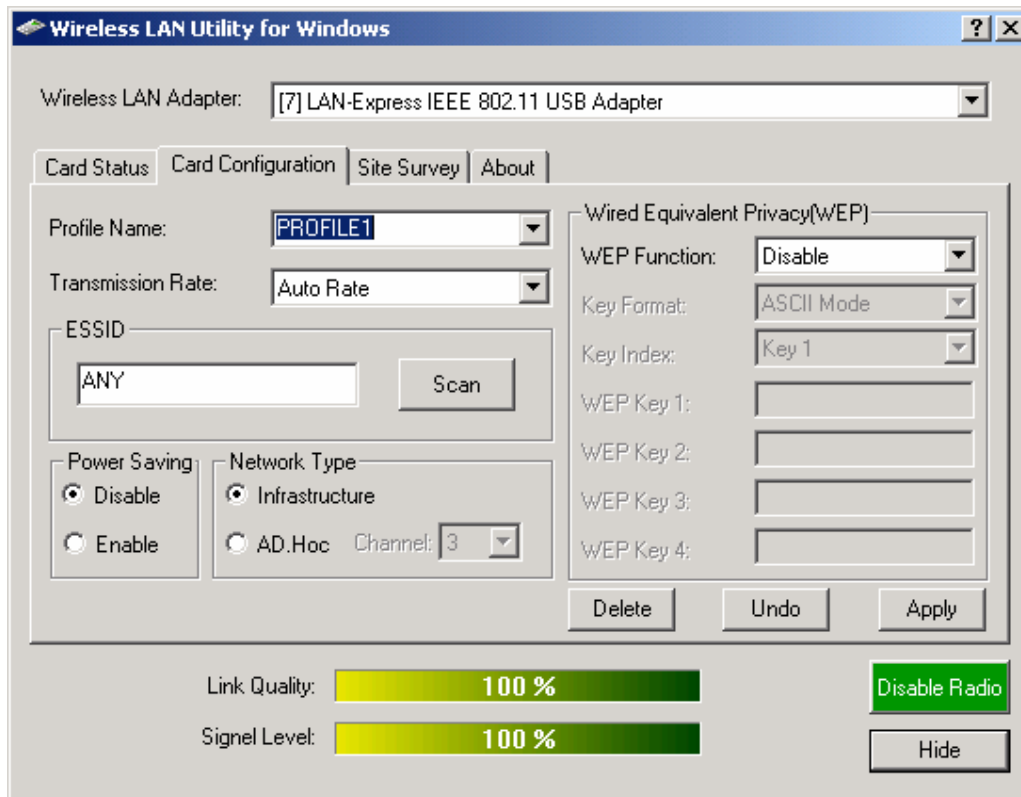 Wireless LAN Utility for Windows
Wireless LAN Adapter: [7] LAN-Express IEEE 802.11 USB Adapter
Card Status Card Configuration Site Survey About
Profile Name: PROFILE1
Transmission Rate: Auto Rate
ESSID
ANY Scan
Power Saving
Disable
Enable
Network Type
Infrastructure
AD.Hoc Channel: 3
Wired Equivalent Privacy(WEP)
WEP Function: Disable
Key Format: ASCII Mode
Key Index: Key 1
WEP Key 1:
WEP Key 2:
WEP Key 3:
WEP Key 4:
Delete Undo Apply
Link Quality: 100 %
Signel Level: 100 %
Disable Radio
Hide